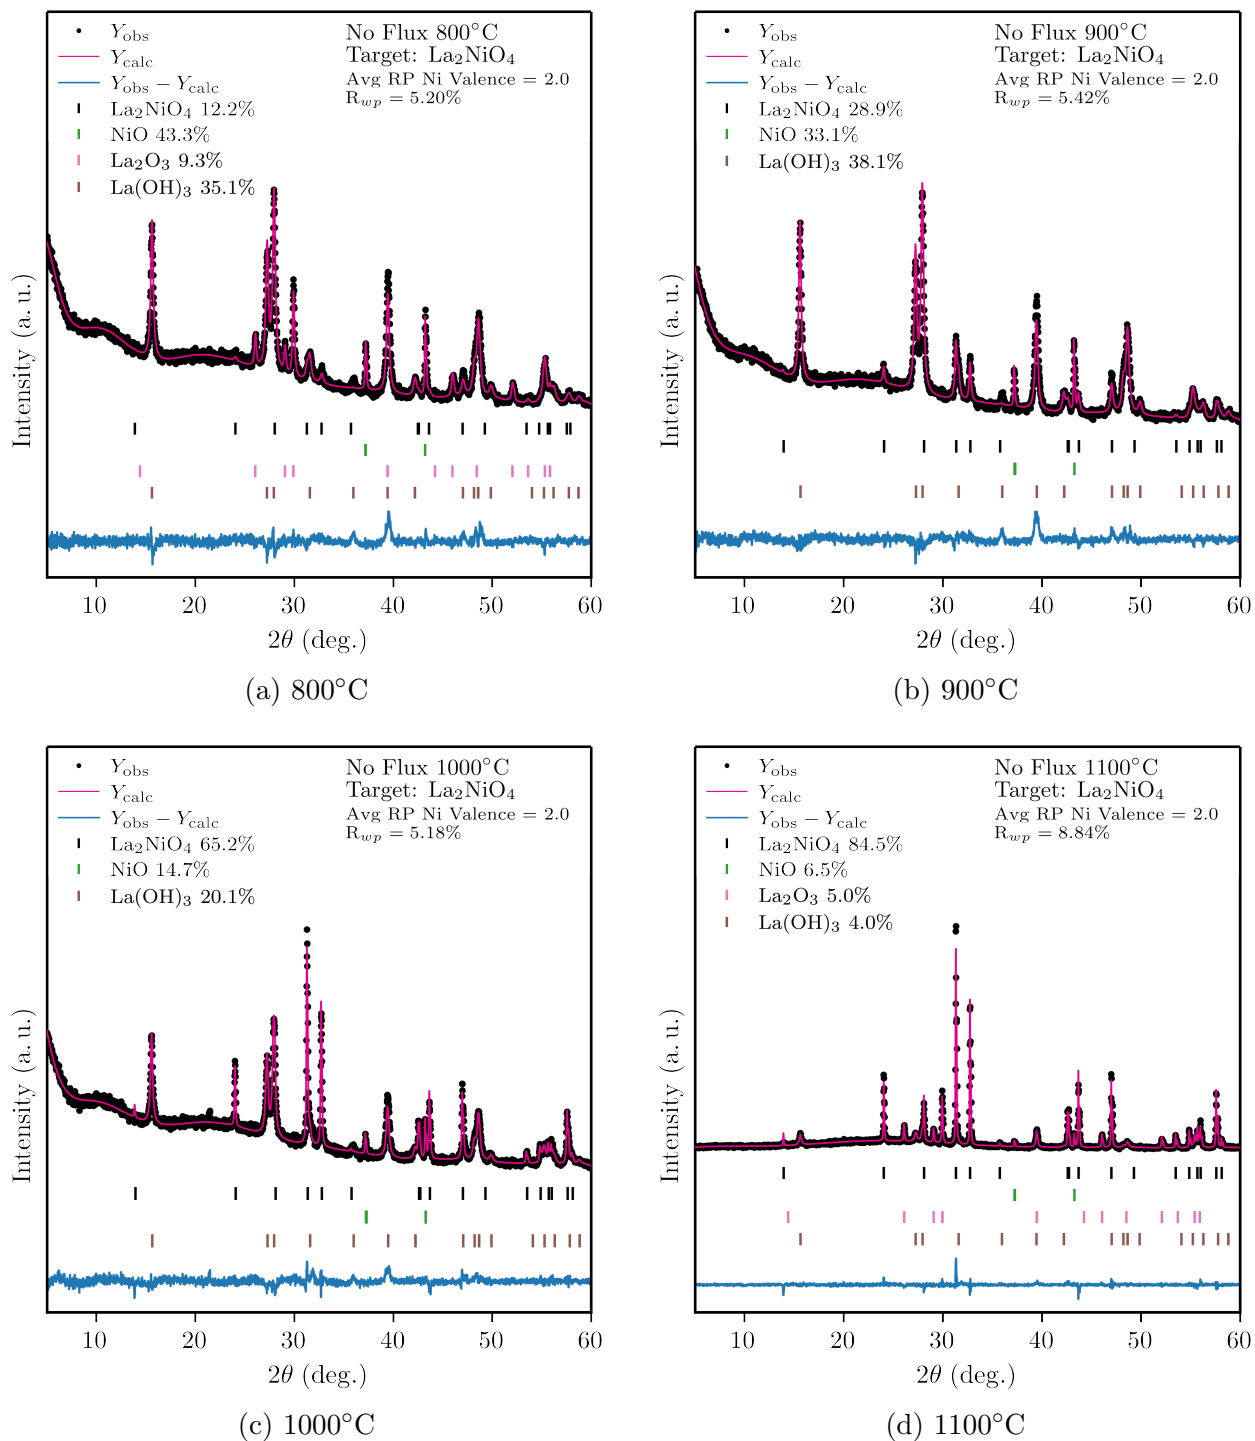 Y_obs
Y_calc
Y_obs − Y_calc
La₂NiO₄ 12.2%
NiO 43.3%
La₂O₃ 9.3%
La(OH)₃ 35.1%
No Flux 800°C
Target: La₂NiO₄
Avg RP Ni Valence = 2.0
R_wp = 5.20%
Intensity (a. u.)
10 20 30 40 50 60
2θ (deg.)
(a) 800°C
Y_obs
Y_calc
Y_obs − Y_calc
La₂NiO₄ 28.9%
NiO 33.1%
La(OH)₃ 38.1%
No Flux 900°C
Target: La₂NiO₄
Avg RP Ni Valence = 2.0
R_wp = 5.42%
Intensity (a. u.)
10 20 30 40 50 60
2θ (deg.)
(b) 900°C
Y_obs
Y_calc
Y_obs − Y_calc
La₂NiO₄ 65.2%
NiO 14.7%
La(OH)₃ 20.1%
No Flux 1000°C
Target: La₂NiO₄
Avg RP Ni Valence = 2.0
R_wp = 5.18%
Intensity (a. u.)
10 20 30 40 50 60
2θ (deg.)
(c) 1000°C
Y_obs
Y_calc
Y_obs − Y_calc
La₂NiO₄ 84.5%
NiO 6.5%
La₂O₃ 5.0%
La(OH)₃ 4.0%
No Flux 1100°C
Target: La₂NiO₄
Avg RP Ni Valence = 2.0
R_wp = 8.84%
Intensity (a. u.)
10 20 30 40 50 60
2θ (deg.)
(d) 1100°C